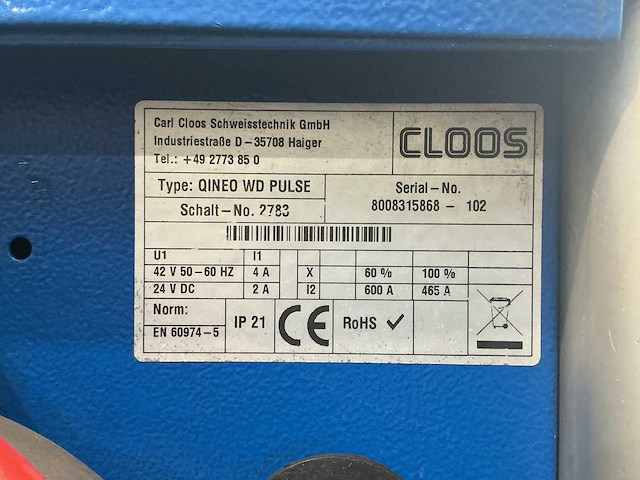 Carl Cloos Schweisstechnik GmbH
Industriestraße D-35708 Haiger
Tel.: +49 2773 85 0
CLOOS
Type: QINEO WD PULSE
Serial-No.
8008315868 - 102
Schalt-No. 2783
U1 I1
42 V 50-60 HZ 4 A X 60 % 100 %
24 V DC 2 A I2 600 A 465 A
Norm:
EN 60974-5
IP 21
CE
RoHS ✓